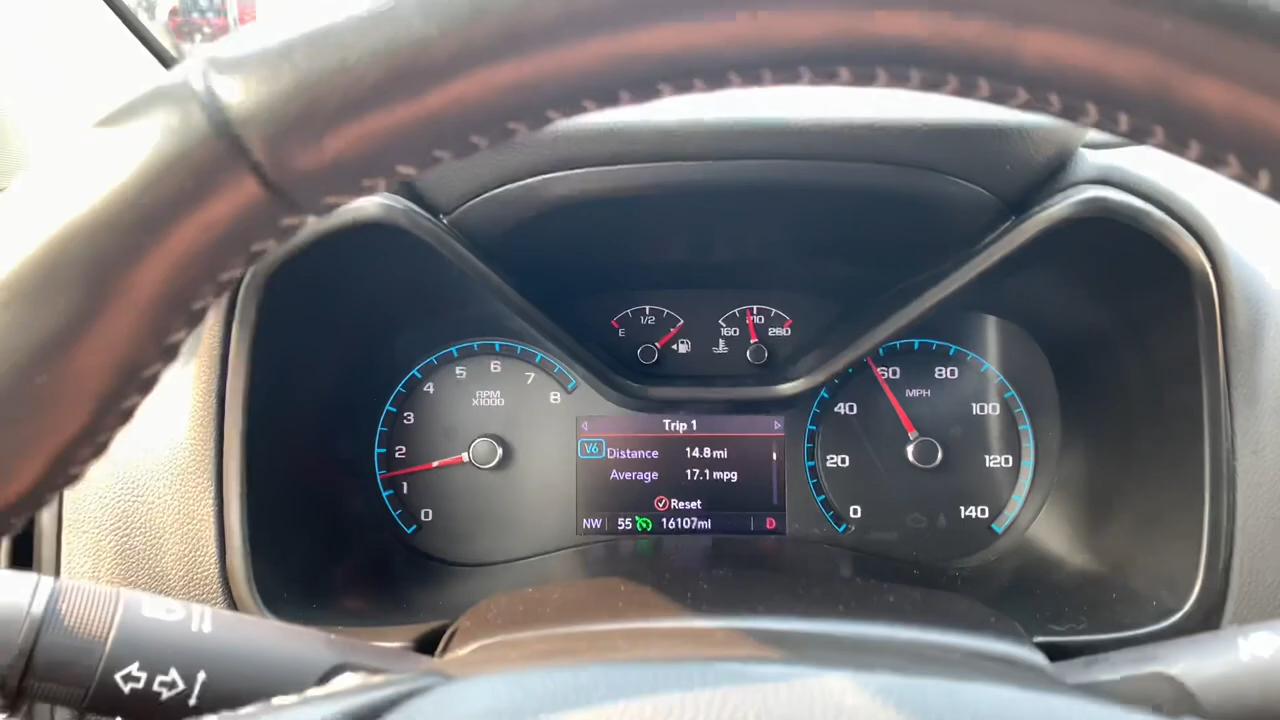 E 1/2
160 210 260
0 1 2 3 4 5 6 7 8
RPM
X1000
Trip 1
V6
Distance 14.8 mi
Average 17.1 mpg
Reset
NW 55 16107mi D
0 20 40 60 80 100 120 140
MPH